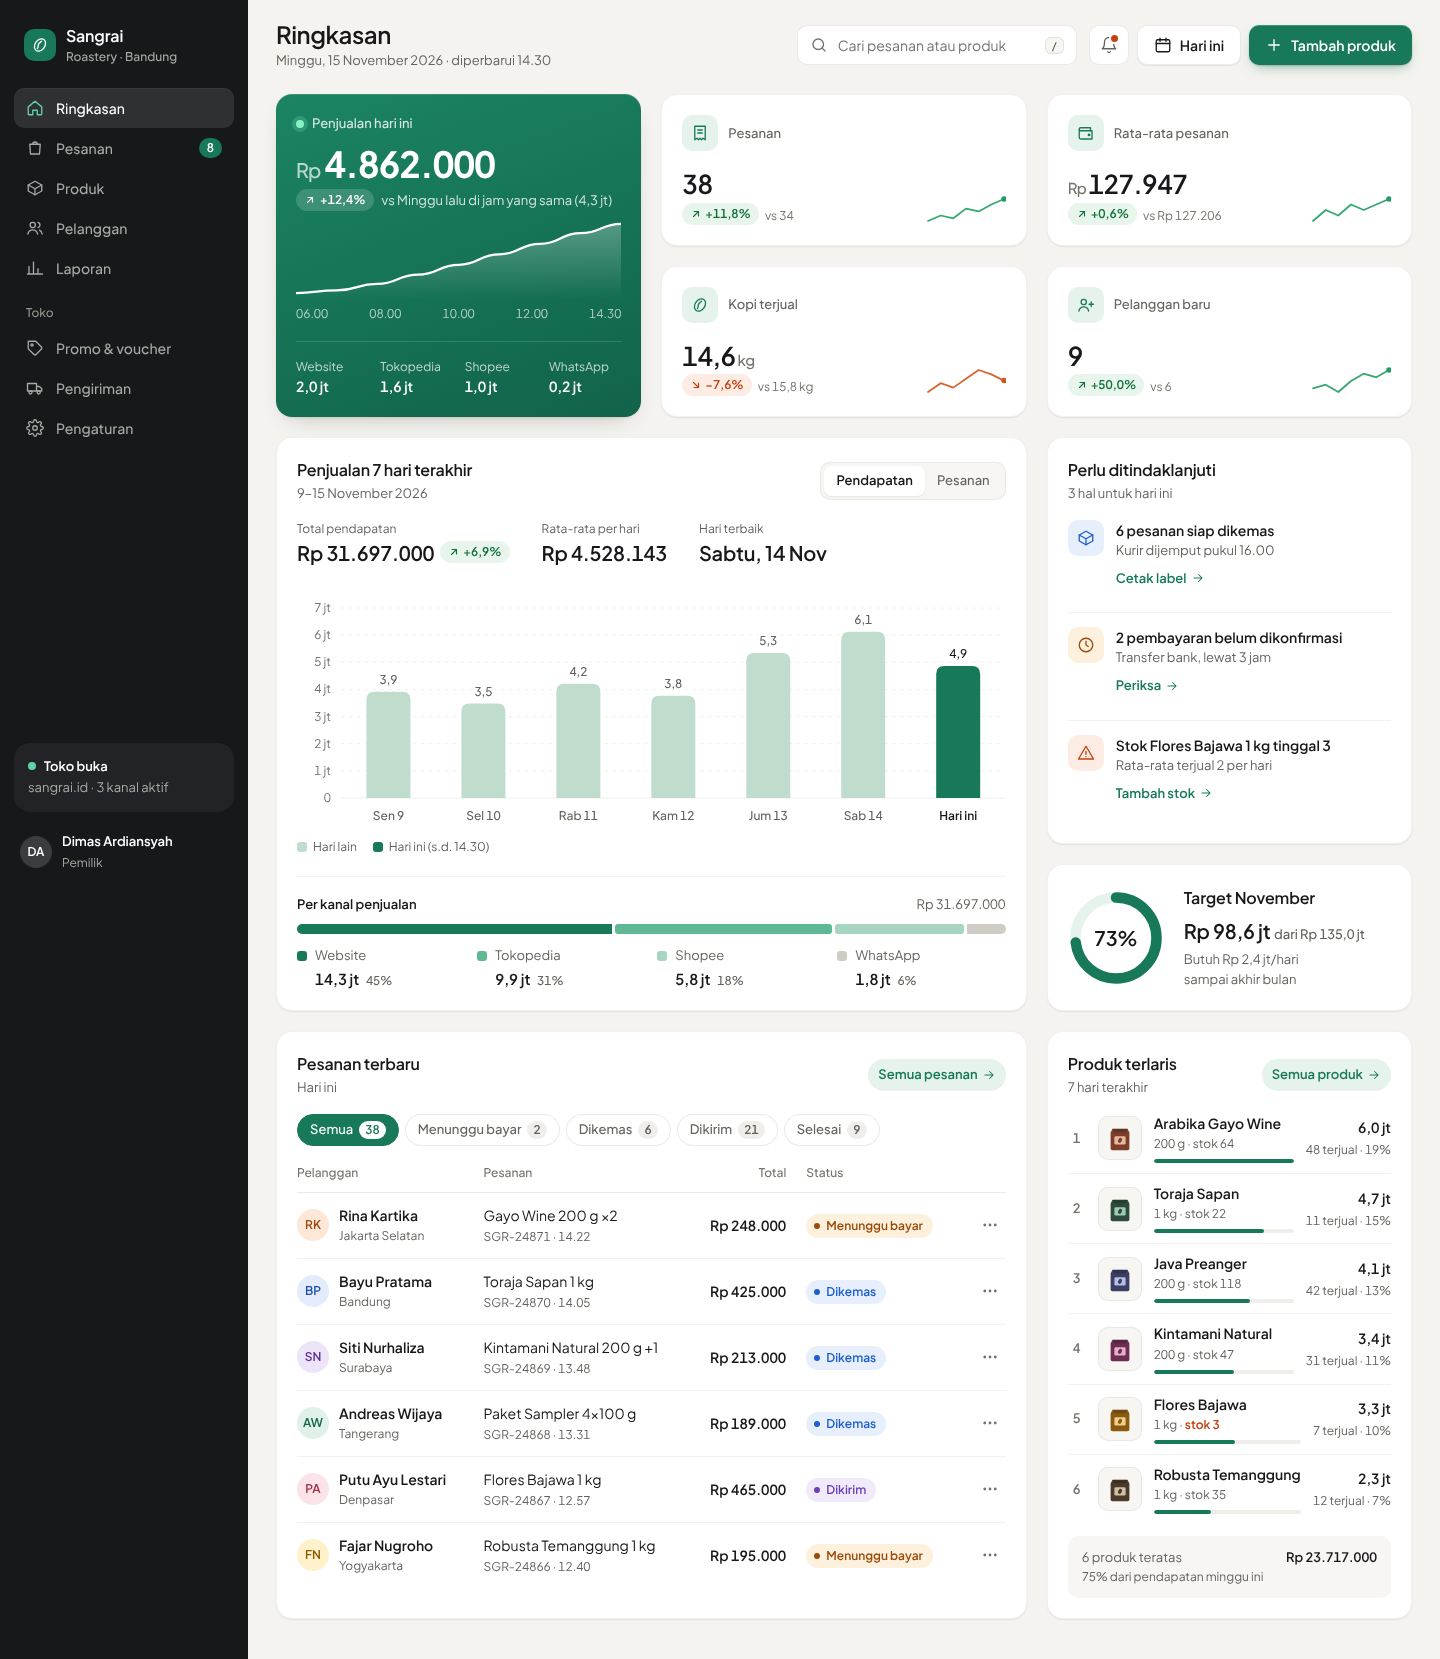 Sangrai
Roastery · Bandung
Ringkasan
Pesanan 8
Produk
Pelanggan
Laporan
Toko
Promo & voucher
Pengiriman
Pengaturan
Toko buka
sangrai.id · 3 kanal aktif
DA
Dimas Ardiansyah
Pemilik
Ringkasan
Minggu, 15 November 2026 · diperbarui 14.30
Cari pesanan atau produk /
Hari ini
Tambah produk
Penjualan hari ini
Rp 4.862.000
+12,4% vs Minggu lalu di jam yang sama (4,3 jt)
06.00 08.00 10.00 12.00 14.30
Website Tokopedia Shopee WhatsApp
2,0 jt 1,6 jt 1,0 jt 0,2 jt
Pesanan
38
+11,8% vs 34
Rata-rata pesanan
Rp 127.947
+0,6% vs Rp 127.206
Kopi terjual
14,6 kg
−7,6% vs 15,8 kg
Pelanggan baru
9
+50,0% vs 6
Penjualan 7 hari terakhir
9–15 November 2026
Pendapatan Pesanan
Total pendapatan
Rp 31.697.000 +6,9%
Rata-rata per hari
Rp 4.528.143
Hari terbaik
Sabtu, 14 Nov
7 jt
6 jt
5 jt
4 jt
3 jt
2 jt
1 jt
0
3,9 3,5 4,2 3,8 5,3 6,1 4,9
Sen 9 Sel 10 Rab 11 Kam 12 Jum 13 Sab 14 Hari ini
Hari lain Hari ini (s.d. 14.30)
Per kanal penjualan Rp 31.697.000
Website Tokopedia Shopee WhatsApp
14,3 jt 45% 9,9 jt 31% 5,8 jt 18% 1,8 jt 6%
Perlu ditindaklanjuti
3 hal untuk hari ini
6 pesanan siap dikemas
Kurir dijemput pukul 16.00
Cetak label →
2 pembayaran belum dikonfirmasi
Transfer bank, lewat 3 jam
Periksa →
Stok Flores Bajawa 1 kg tinggal 3
Rata-rata terjual 2 per hari
Tambah stok →
73%
Target November
Rp 98,6 jt dari Rp 135,0 jt
Butuh Rp 2,4 jt/hari
sampai akhir bulan
Pesanan terbaru
Hari ini
Semua pesanan →
Semua 38 Menunggu bayar 2 Dikemas 6 Dikirim 21 Selesai 9
Pelanggan Pesanan Total Status
RK Rina Kartika Gayo Wine 200 g ×2 Rp 248.000 Menunggu bayar
Jakarta Selatan SGR-24871 · 14.22
BP Bayu Pratama Toraja Sapan 1 kg Rp 425.000 Dikemas
Bandung SGR-24870 · 14.05
SN Siti Nurhaliza Kintamani Natural 200 g +1 Rp 213.000 Dikemas
Surabaya SGR-24869 · 13.48
AW Andreas Wijaya Paket Sampler 4×100 g Rp 189.000 Dikemas
Tangerang SGR-24868 · 13.31
PA Putu Ayu Lestari Flores Bajawa 1 kg Rp 465.000 Dikirim
Denpasar SGR-24867 · 12.57
FN Fajar Nugroho Robusta Temanggung 1 kg Rp 195.000 Menunggu bayar
Yogyakarta SGR-24866 · 12.40
Produk terlaris
7 hari terakhir
Semua produk →
1 Arabika Gayo Wine 6,0 jt
200 g · stok 64 48 terjual · 19%
2 Toraja Sapan 4,7 jt
1 kg · stok 22 11 terjual · 15%
3 Java Preanger 4,1 jt
200 g · stok 118 42 terjual · 13%
4 Kintamani Natural 3,4 jt
200 g · stok 47 31 terjual · 11%
5 Flores Bajawa 3,3 jt
1 kg · stok 3 7 terjual · 10%
6 Robusta Temanggung 2,3 jt
1 kg · stok 35 12 terjual · 7%
6 produk teratas Rp 23.717.000
75% dari pendapatan minggu ini